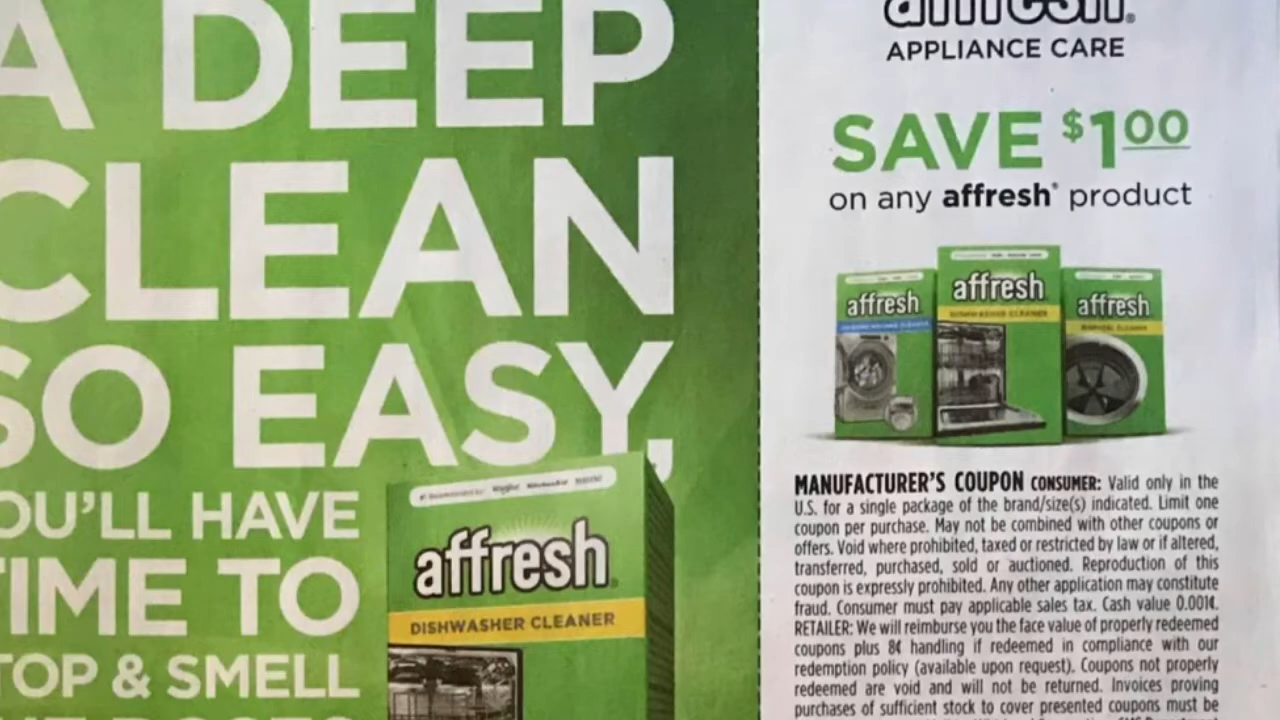 A DEEP
CLEAN
SO EASY,
OU'LL HAVE
TIME TO
TOP & SMELL
affresh
DISHWASHER CLEANER
affresh
APPLIANCE CARE
SAVE $1 00
on any affresh® product
affresh
affresh
DISHWASHER CLEANER
affresh
DISPOSAL CLEANER
MANUFACTURER'S COUPON CONSUMER: Valid only in the
U.S. for a single package of the brand/size(s) indicated. Limit one
coupon per purchase. May not be combined with other coupons or
offers. Void where prohibited, taxed or restricted by law or if altered,
transferred, purchased, sold or auctioned. Reproduction of this
coupon is expressly prohibited. Any other application may constitute
fraud. Consumer must pay applicable sales tax. Cash value 0.001¢.
RETAILER: We will reimburse you the face value of properly redeemed
coupons plus 8¢ handling if redeemed in compliance with our
redemption policy (available upon request). Coupons not properly
redeemed are void and will not be returned. Invoices proving
purchases of sufficient stock to cover presented coupons must be